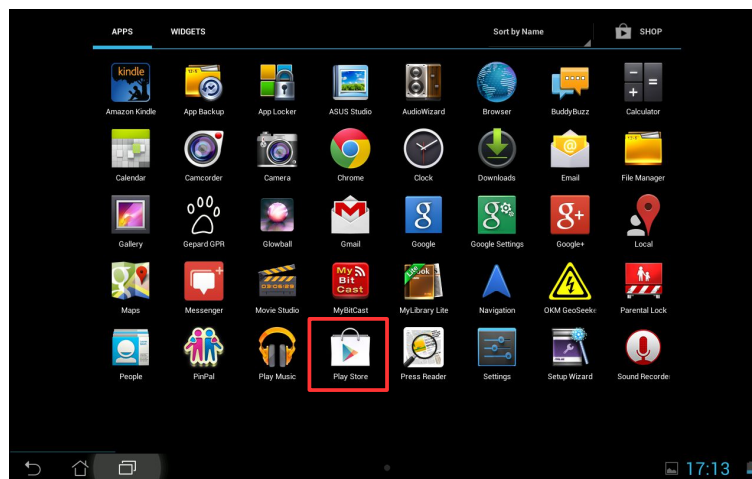 APPS WIDGETS Sort by Name SHOP
kindle
Amazon Kindle App Backup App Locker ASUS Studio AudioWizard Browser BuddyBuzz Calculator
Calendar Camcorder Camera Chrome Clock Downloads Email File Manager
Gallery Gepard GPR Glowball Gmail Google Google Settings Google+ Local
My
Bit
Cast
Lite
Maps Messenger Movie Studio MyBitCast MyLibrary Lite Navigation OKM GeoSeeke Parental Lock
People PinPal Play Music Play Store Press Reader Settings Setup Wizard Sound Recorde
17:13